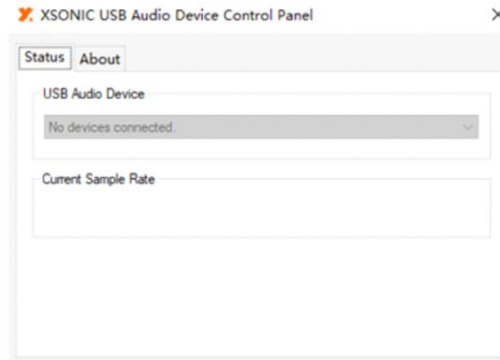 XSONIC USB Audio Device Control Panel
Status About
USB Audio Device
No devices connected.
Current Sample Rate